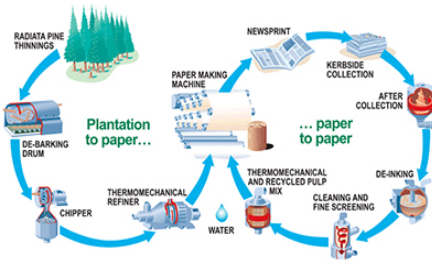 RADIATA PINE
THINNINGS
DE-BARKING
DRUM
CHIPPER
THERMOMECHANICAL
REFINER
Plantation
to paper...
PAPER MAKING
MACHINE
WATER
NEWSPRINT
KERBSIDE
COLLECTION
AFTER
COLLECTION
DE-INKING
CLEANING AND
FINE SCREENING
THERMOMECHANICAL
AND RECYCLED PULP
MIX
... paper
to paper